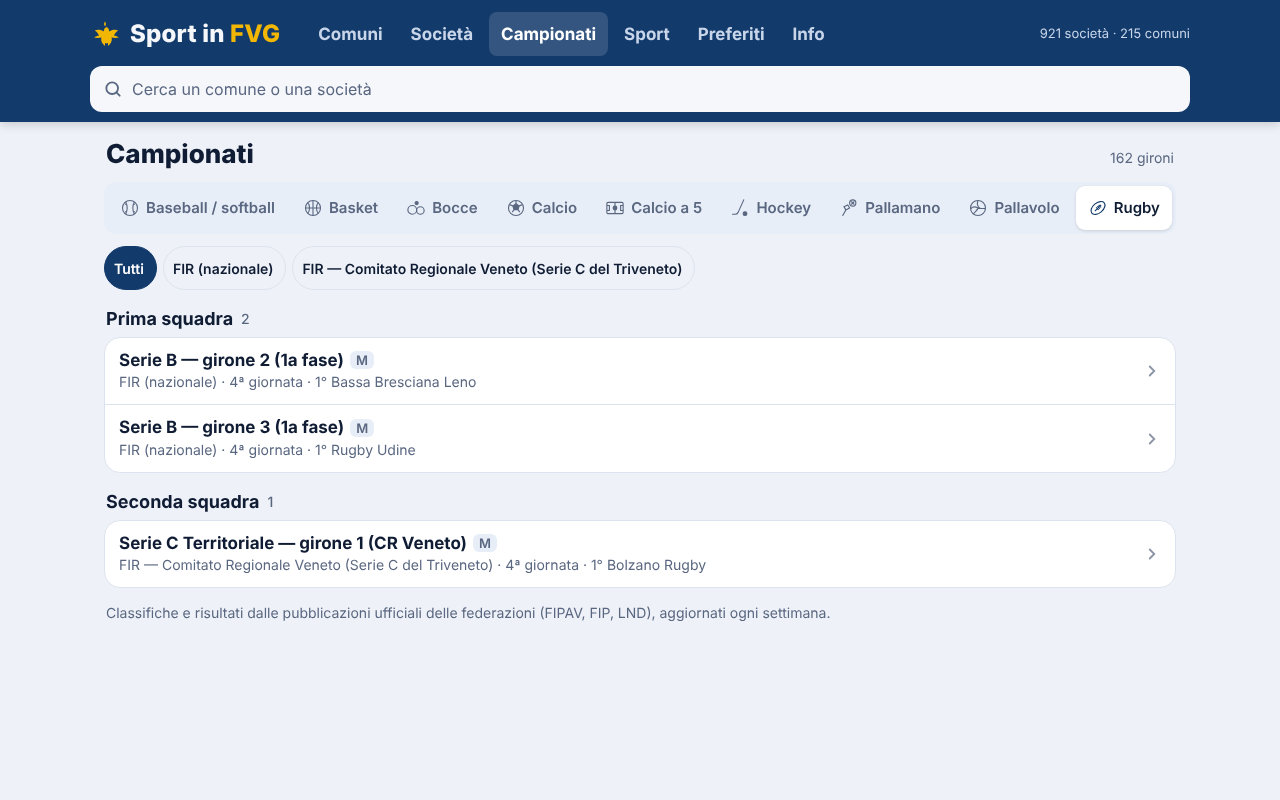 Sport in FVG
Comuni
Società
Campionati
Sport
Preferiti
Info
921 società · 215 comuni
Cerca un comune o una società
Campionati
162 gironi
Baseball / softball
Basket
Bocce
Calcio
Calcio a 5
Hockey
Pallamano
Pallavolo
Rugby
Tutti
FIR (nazionale)
FIR — Comitato Regionale Veneto (Serie C del Triveneto)
Prima squadra 2
Serie B — girone 2 (1a fase) M
FIR (nazionale) · 4ª giornata · 1° Bassa Bresciana Leno
Serie B — girone 3 (1a fase) M
FIR (nazionale) · 4ª giornata · 1° Rugby Udine
Seconda squadra 1
Serie C Territoriale — girone 1 (CR Veneto) M
FIR — Comitato Regionale Veneto (Serie C del Triveneto) · 4ª giornata · 1° Bolzano Rugby
Classifiche e risultati dalle pubblicazioni ufficiali delle federazioni (FIPAV, FIP, LND), aggiornati ogni settimana.